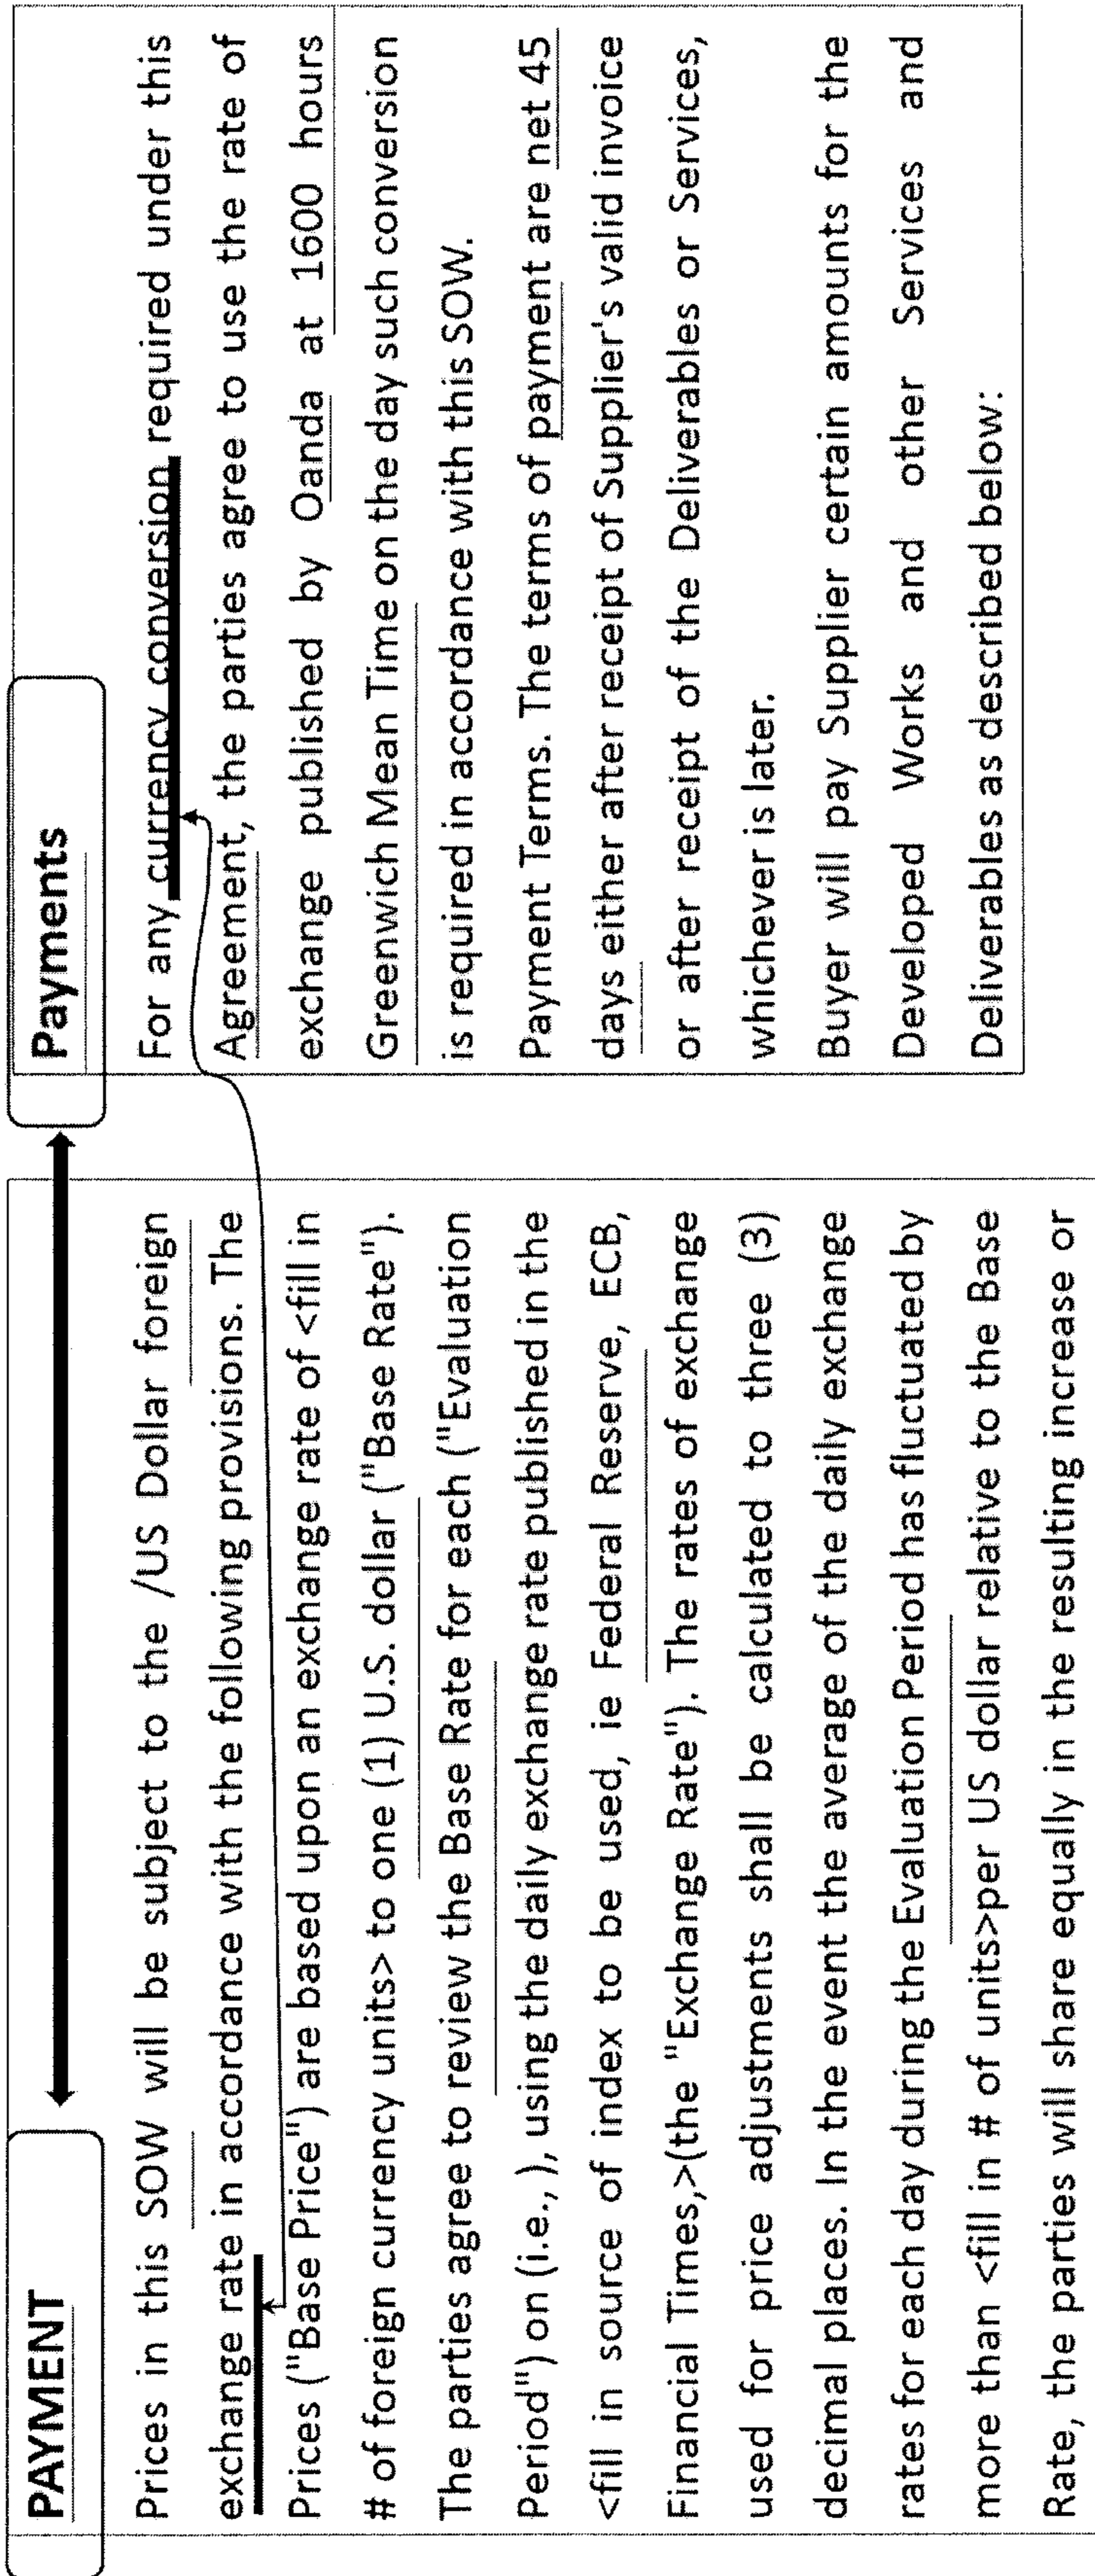 PAYMENT
Prices in this SOW will be subject to the /US Dollar foreign
exchange rate in accordance with the following provisions. The
Prices ("Base Price") are based upon an exchange rate of <fill in
# of foreign currency units> to one (1) U.S. dollar ("Base Rate").
The parties agree to review the Base Rate for each ("Evaluation
Period") on (i.e., ), using the daily exchange rate published in the
<fill in source of index to be used, ie Federal Reserve, ECB,
Financial Times,>(the "Exchange Rate"). The rates of exchange
used for price adjustments shall be calculated to three (3)
decimal places. In the event the average of the daily exchange
rates for each day during the Evaluation Period has fluctuated by
more than <fill in # of units>per US dollar relative to the Base
Rate, the parties will share equally in the resulting increase or
Payments
For any currency conversion required under this
Agreement, the parties agree to use the rate of
exchange published by Oanda at 1600 hours
Greenwich Mean Time on the day such conversion
is required in accordance with this SOW.
Payment Terms. The terms of payment are net 45
days either after receipt of Supplier's valid invoice
or after receipt of the Deliverables or Services,
whichever is later.
Buyer will pay Supplier certain amounts for the
Developed Works and other Services and
Deliverables as described below: